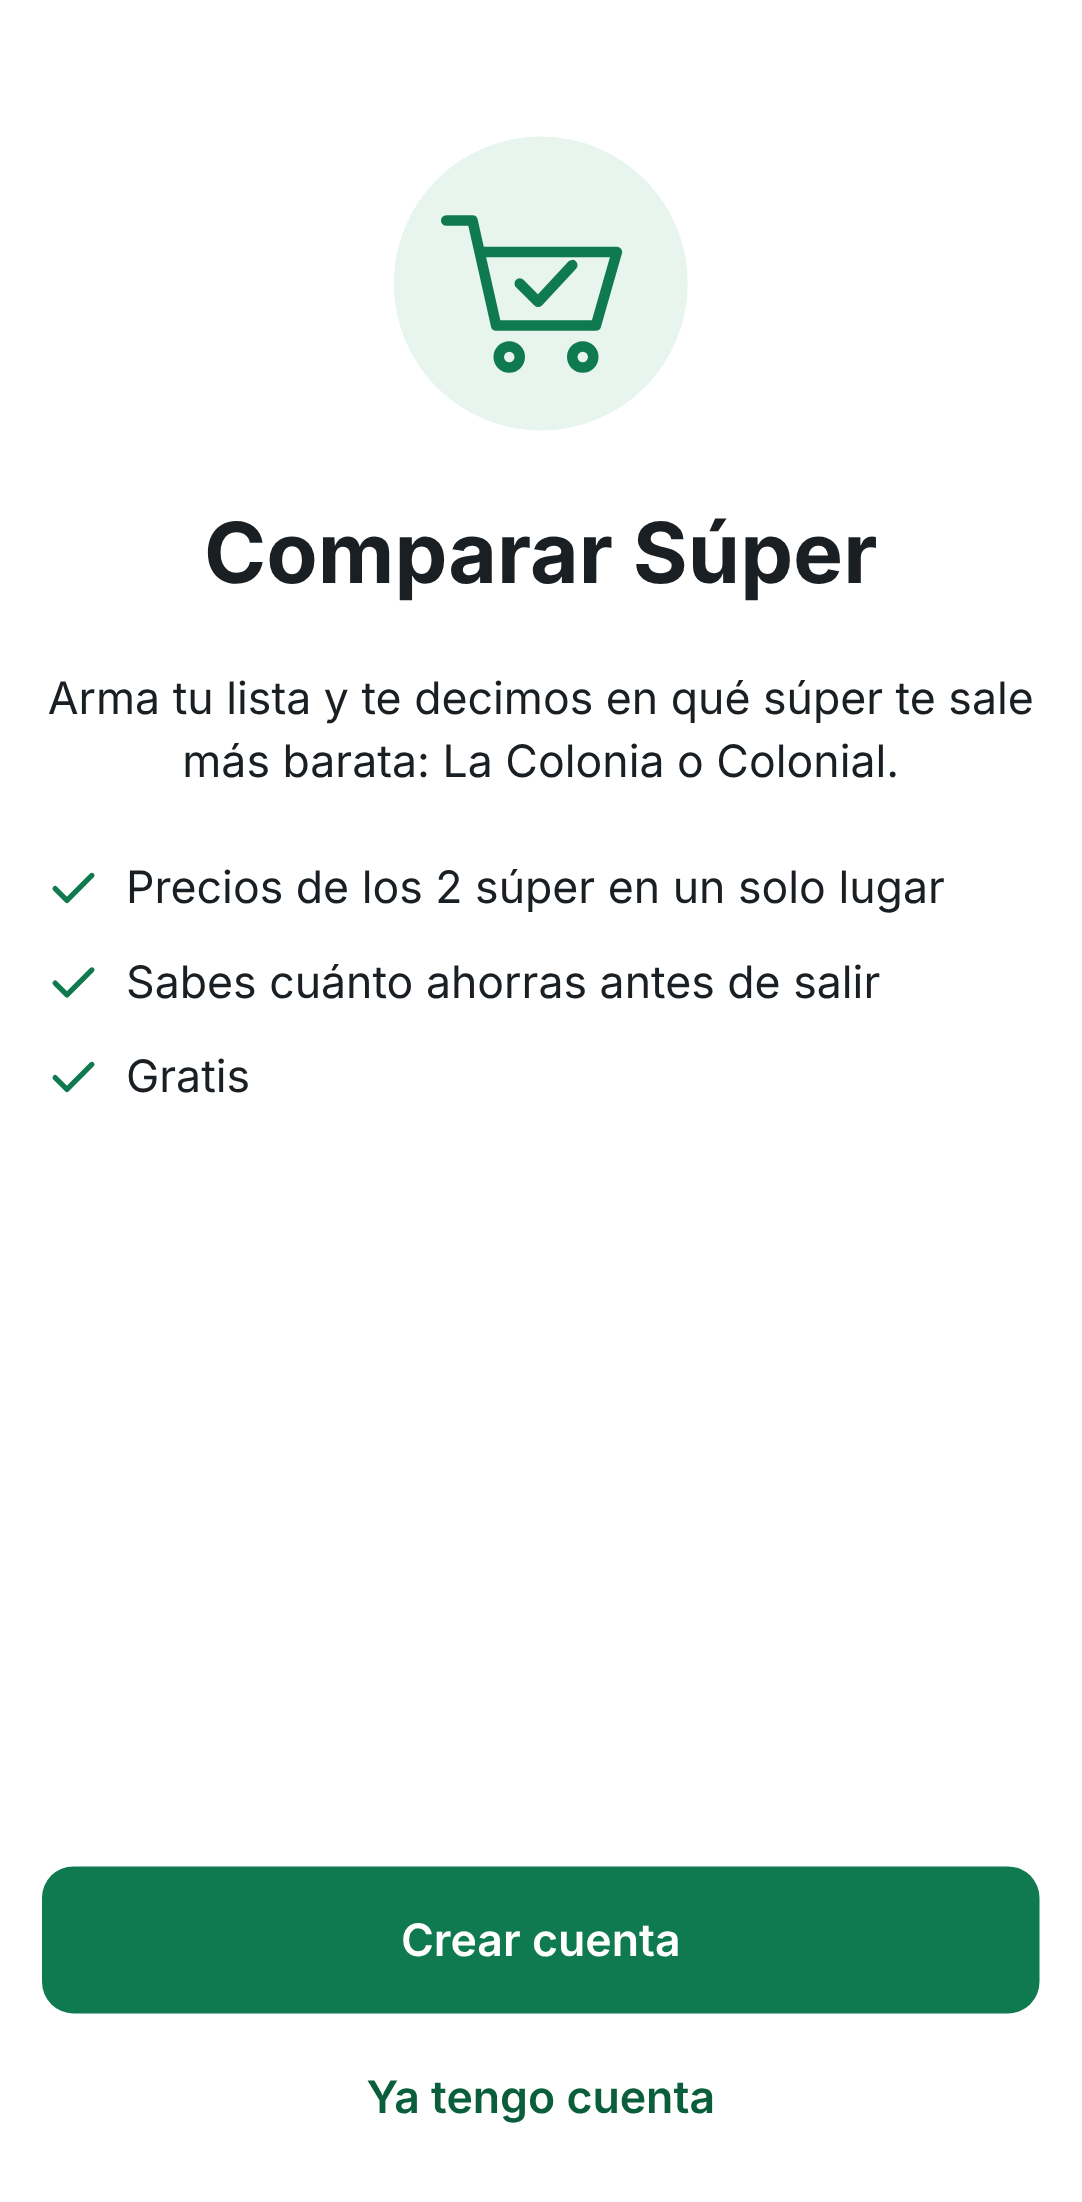 Comparar Súper
Arma tu lista y te decimos en qué súper te sale
más barata: La Colonia o Colonial.
Precios de los 2 súper en un solo lugar
Sabes cuánto ahorras antes de salir
Gratis
Crear cuenta
Ya tengo cuenta